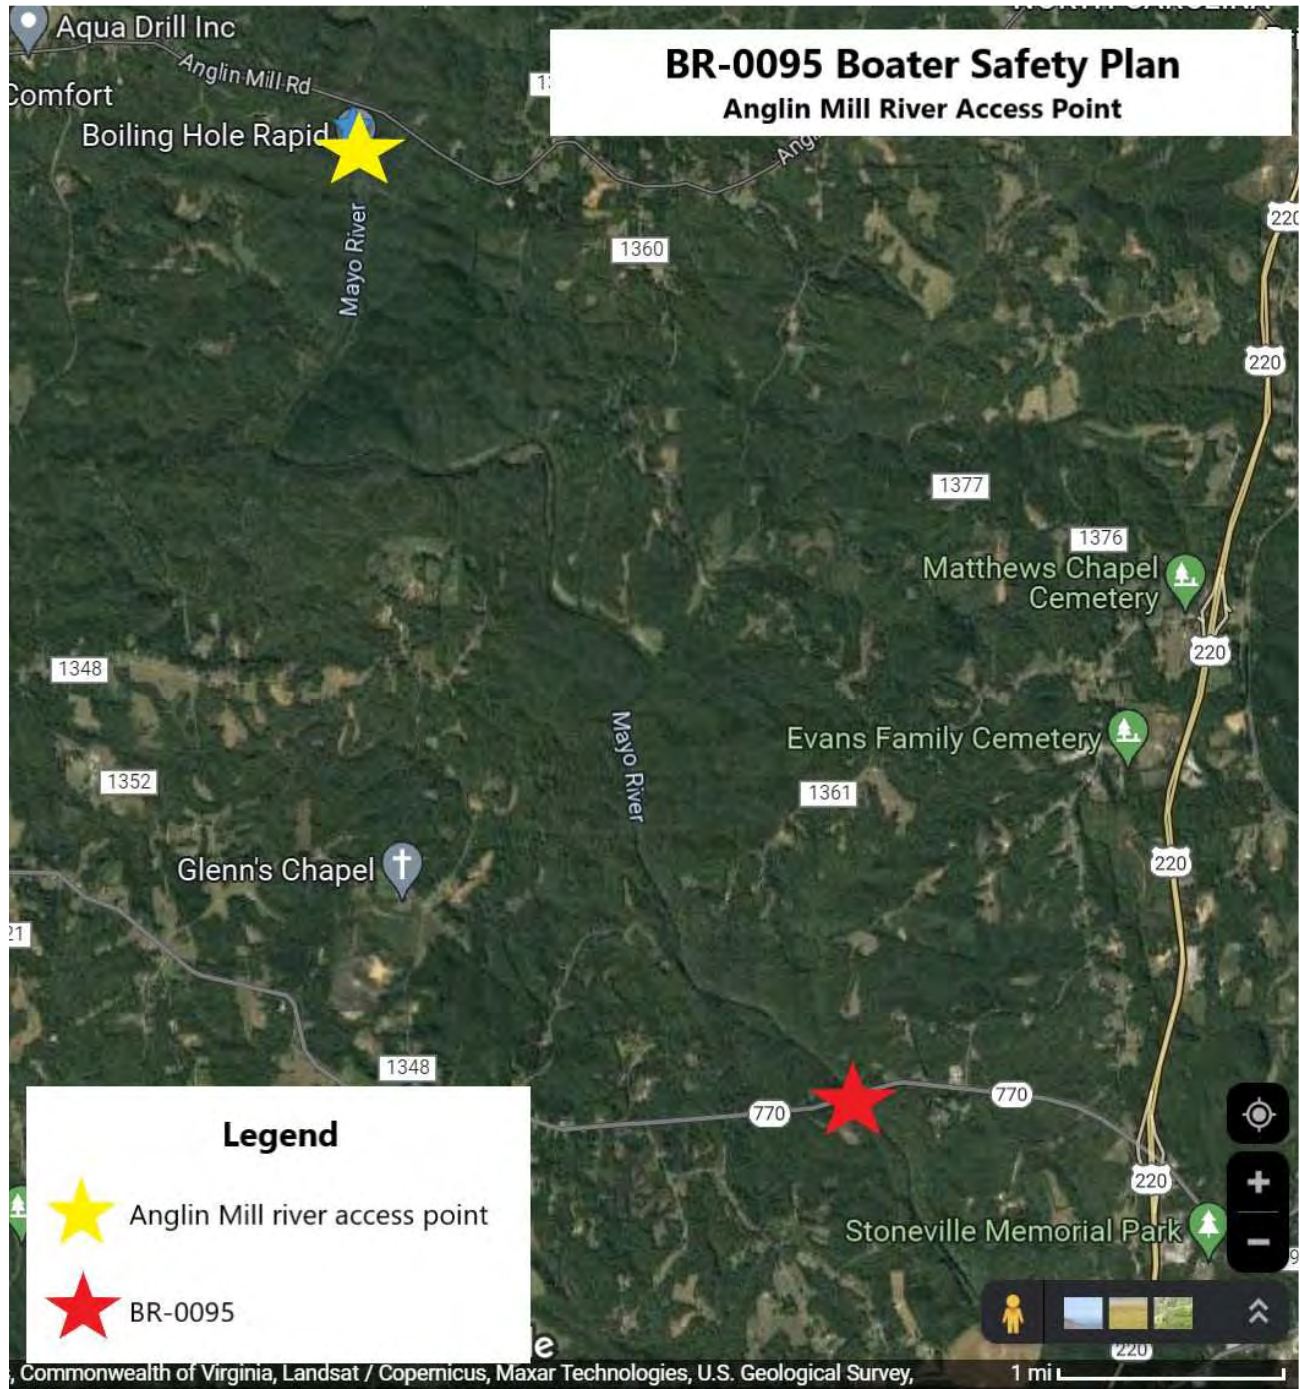 Aqua Drill Inc
NORTH CAROLINA
BR-0095 Boater Safety Plan
Anglin Mill River Access Point
Anglin Mill Rd
Comfort
Boiling Hole Rapid
220
Mayo River
1360
220
1377
1376
Matthews Chapel
Cemetery
220
1348
Mayo River
Evans Family Cemetery
1352
1361
220
Glenn's Chapel
21
1348
770
770
Legend
220
Anglin Mill river access point
Stoneville Memorial Park
BR-0095
220
Commonwealth of Virginia, Landsat / Copernicus, Maxar Technologies, U.S. Geological Survey,
1 mi